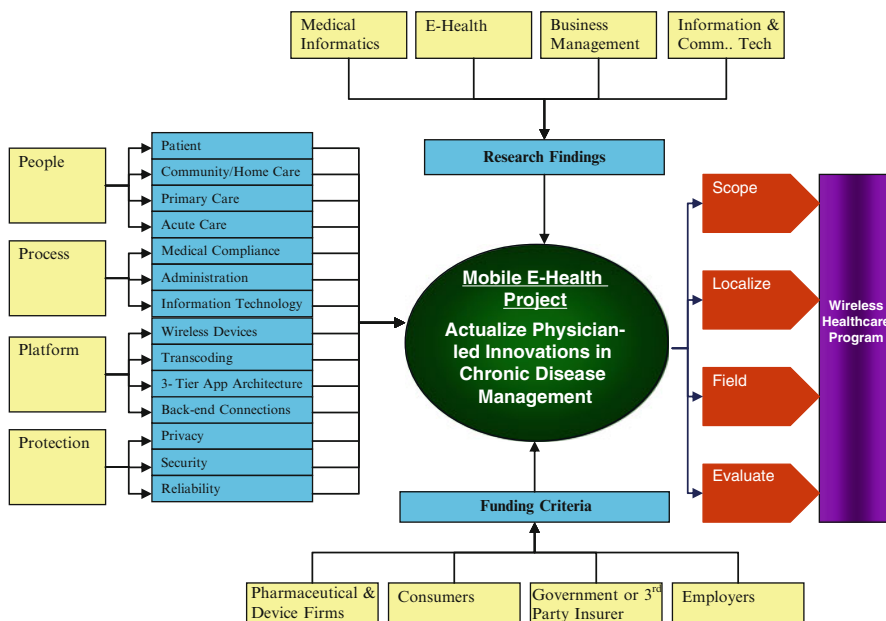 Medical
Informatics
E-Health
Business
Management
Information &
Comm.. Tech
Research Findings
People
Patient
Community/Home Care
Primary Care
Acute Care
Process
Medical Compliance
Administration
Information Technology
Platform
Wireless Devices
Transcoding
3- Tier App Architecture
Back-end Connections
Protection
Privacy
Security
Reliability
Mobile E-Health
Project
Actualize Physician-
led Innovations in
Chronic Disease
Management
Scope
Localize
Field
Evaluate
Wireless
Healthcare
Program
Funding Criteria
Pharmaceutical &
Device Firms
Consumers
Government or 3rd
Party Insurer
Employers